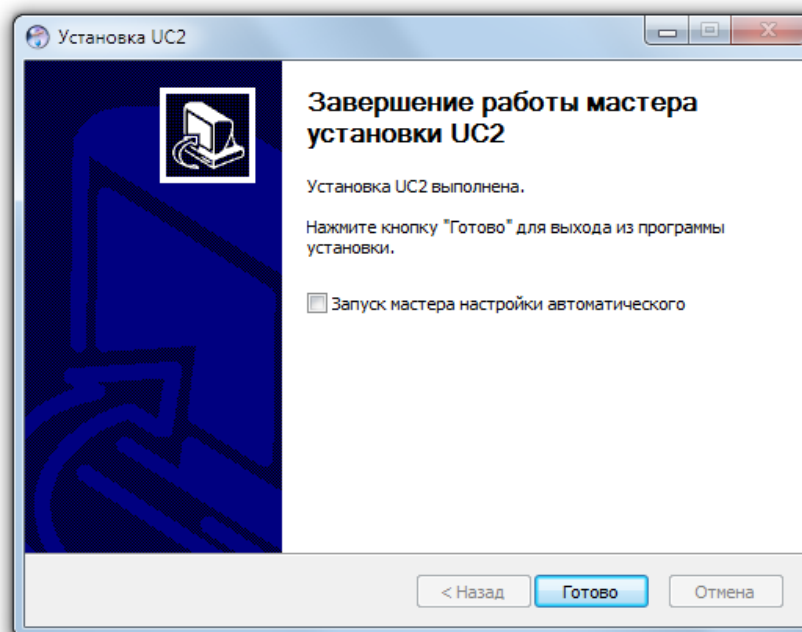 Установка UC2
Завершение работы мастера
установки UC2
Установка UC2 выполнена.
Нажмите кнопку "Готово" для выхода из программы
установки.
Запуск мастера настройки автоматического
< Назад
Готово
Отмена